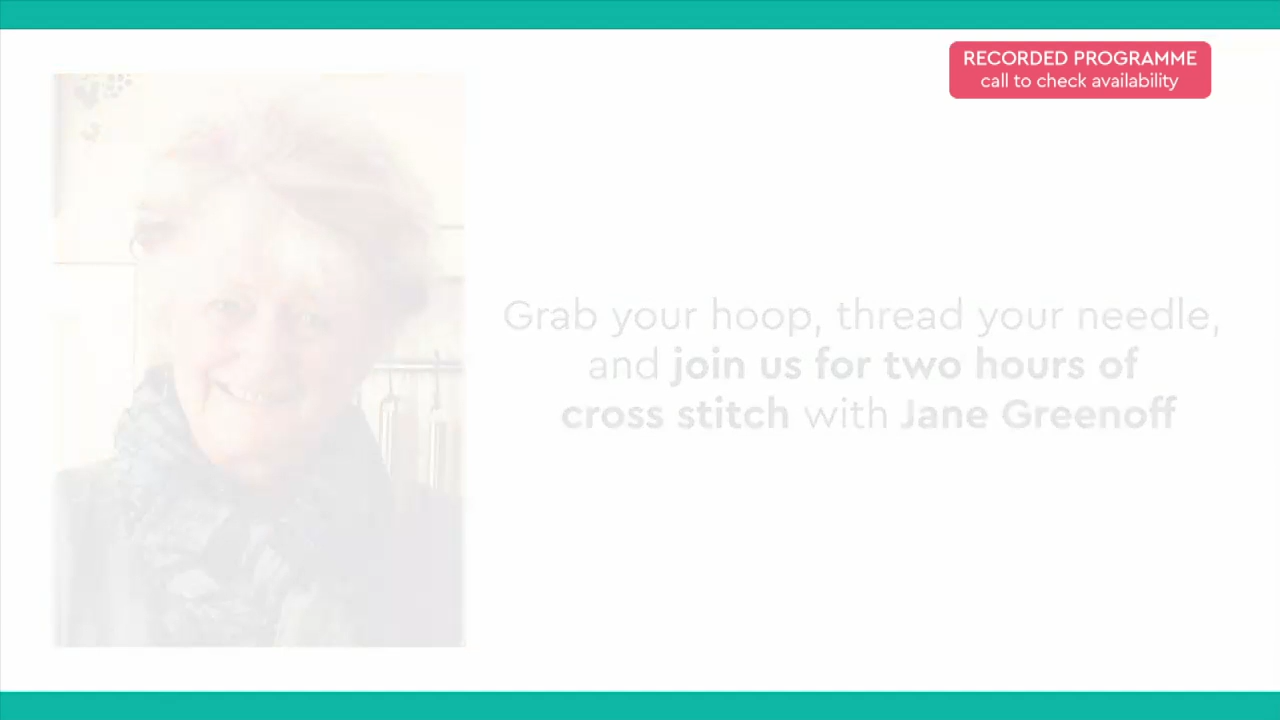 RECORDED PROGRAMME
call to check availability
Grab your hoop, thread your needle,
and join us for two hours of
cross stitch with Jane Greenoff